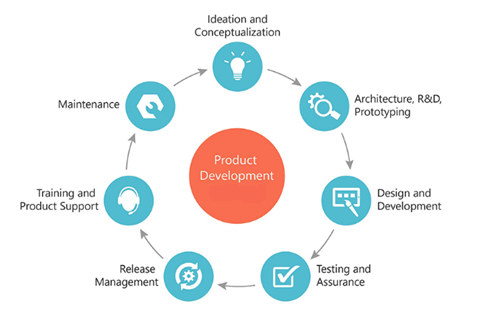 Ideation and
Conceptualization
Architecture, R&D,
Prototyping
Design and
Development
Testing and
Assurance
Release
Management
Training and
Product Support
Maintenance
Product
Development